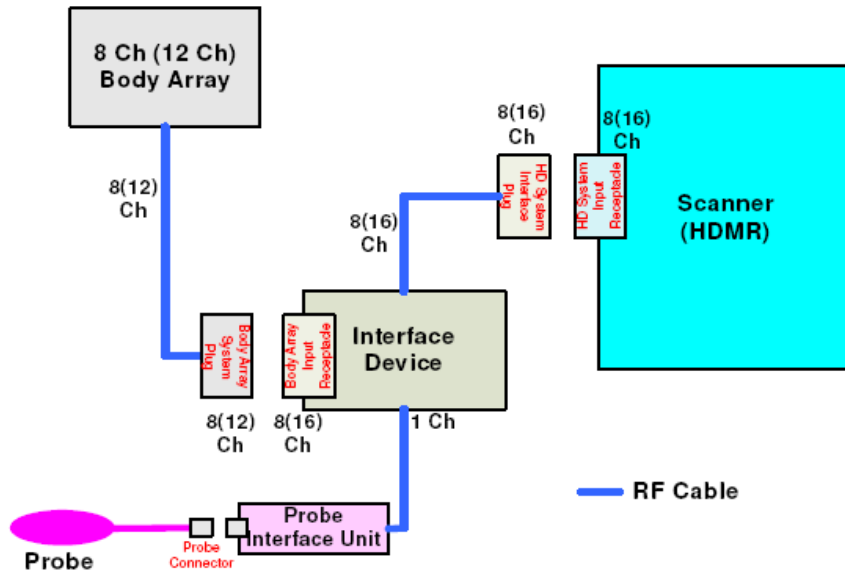 8 Ch (12 Ch)
Body Array
8(12)
Ch
8(16)
Ch
8(16)
Ch
HD System
Interface
Plug
HD System
Input
Receptacle
Scanner
(HDMR)
8(16)
Ch
Body Array
System
Plug
Body Array
Input
Receptacle
Interface
Device
8(12)
Ch
8(16)
Ch
1 Ch
RF Cable
Probe
Interface Unit
Probe
Connector
Probe